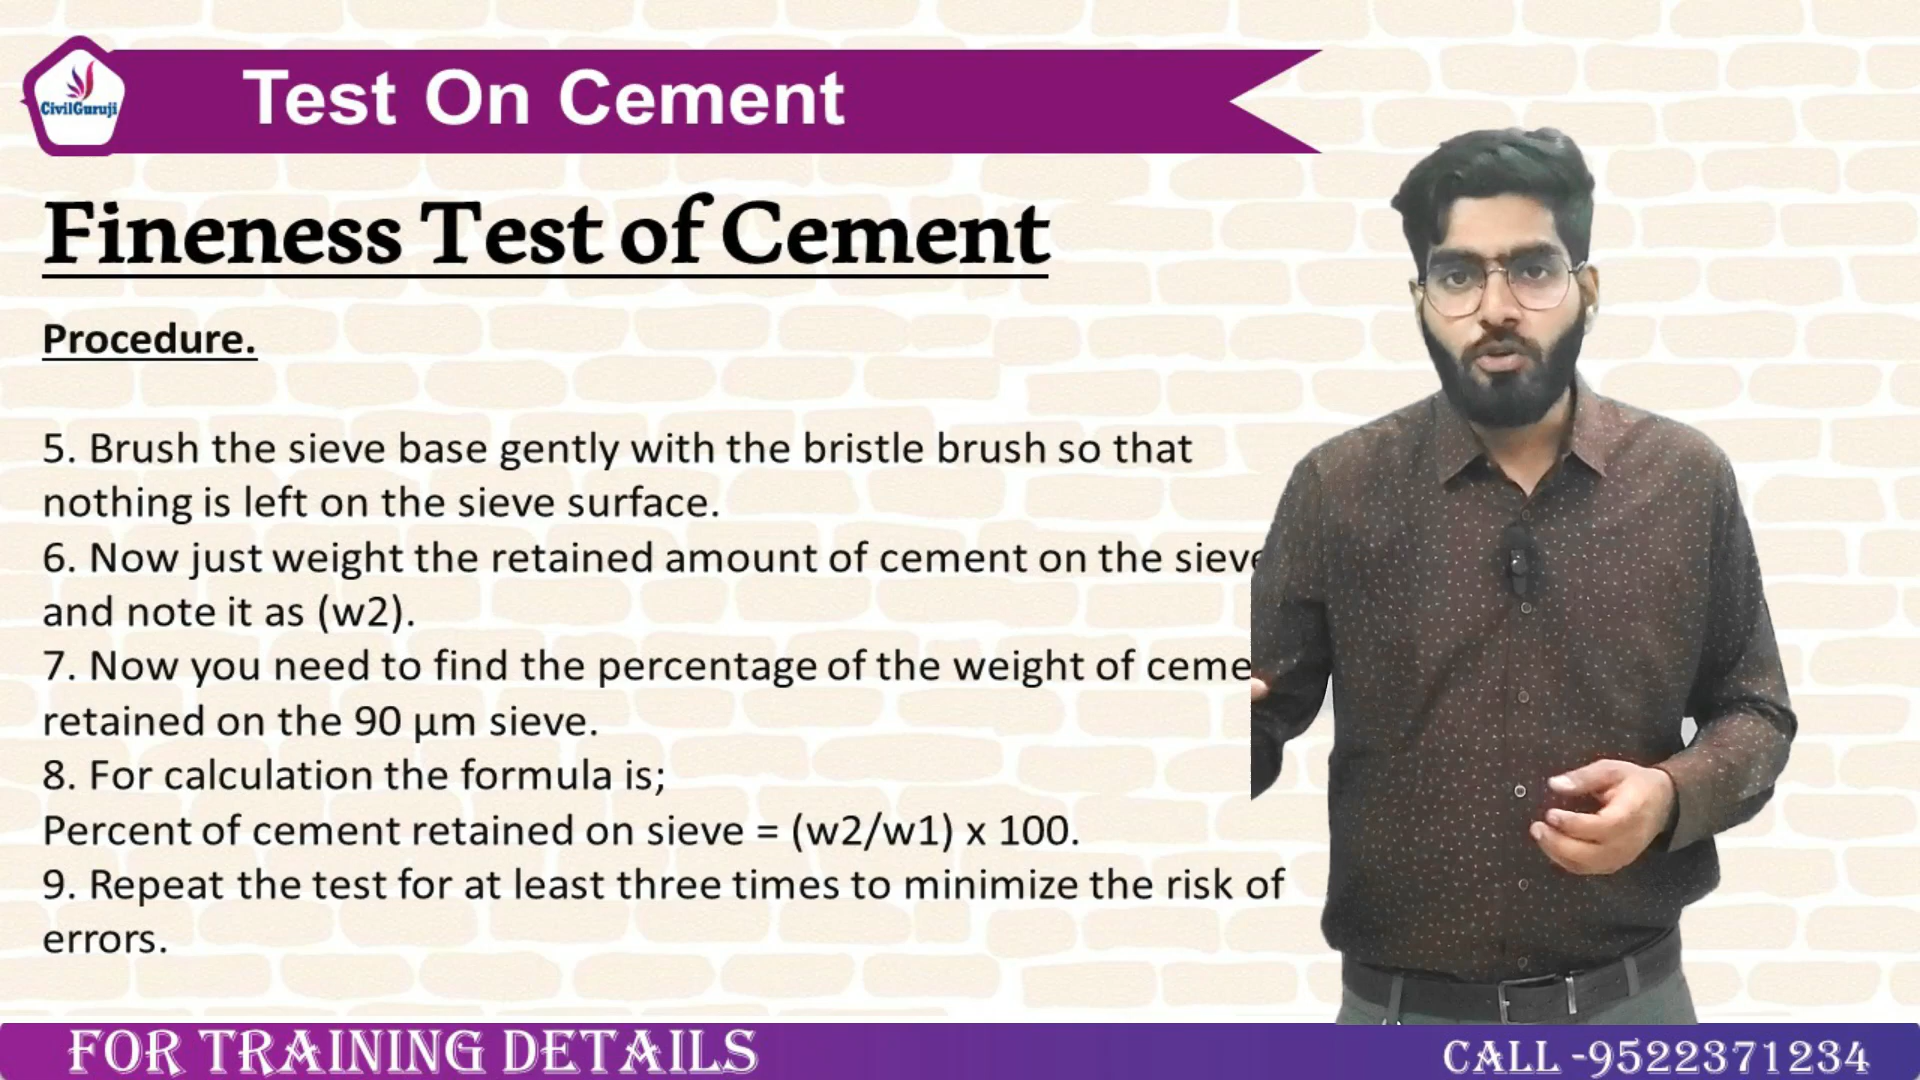 CivilGuruji
Test On Cement
Fineness Test of Cement
Procedure.
5. Brush the sieve base gently with the bristle brush so that
nothing is left on the sieve surface.
6. Now just weight the retained amount of cement on the sieve
and note it as (w2).
7. Now you need to find the percentage of the weight of ceme
retained on the 90 µm sieve.
8. For calculation the formula is;
Percent of cement retained on sieve = (w2/w1) x 100.
9. Repeat the test for at least three times to minimize the risk of
errors.
FOR TRAINING DETAILS
CALL -9522371234